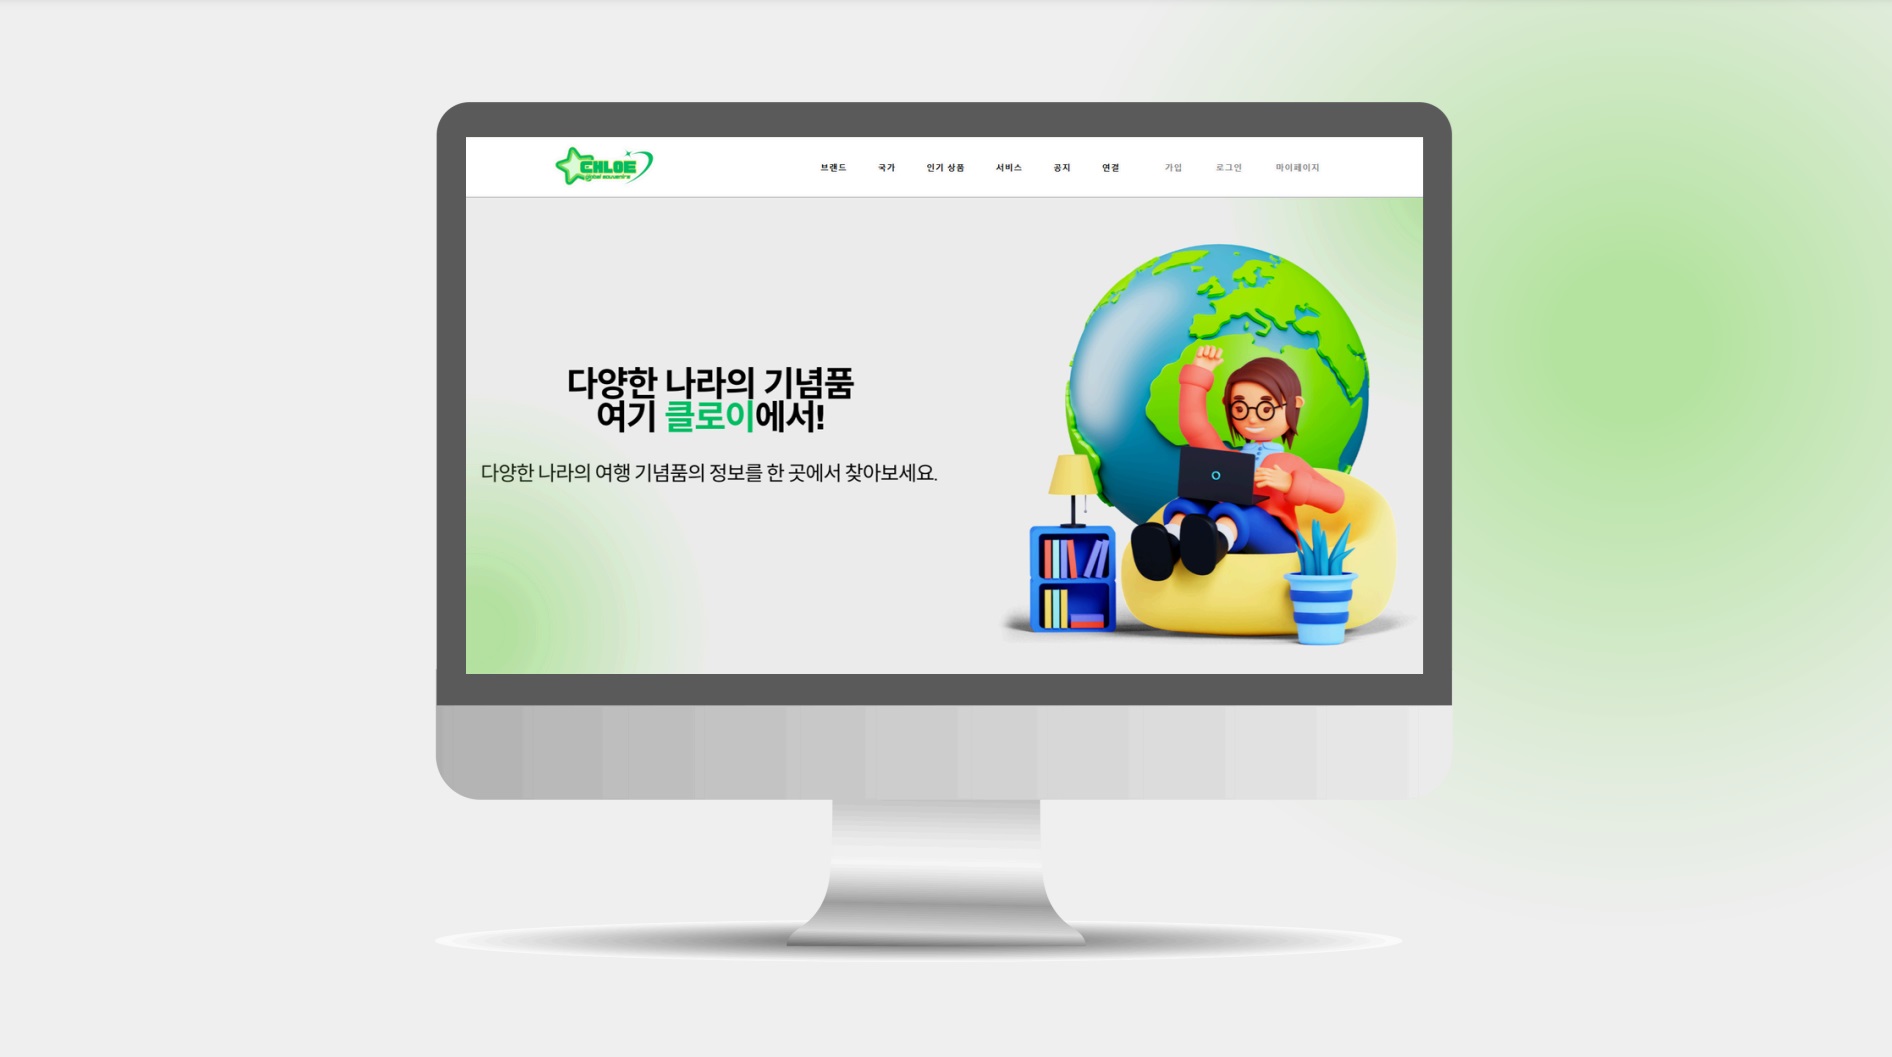 CHLOE
global souvenirs
브랜드 국가 인기 상품 서비스 공지 연결 가입 로그인 마이페이지
다양한 나라의 기념품
여기 클로이에서!
다양한 나라의 여행 기념품의 정보를 한 곳에서 찾아보세요.